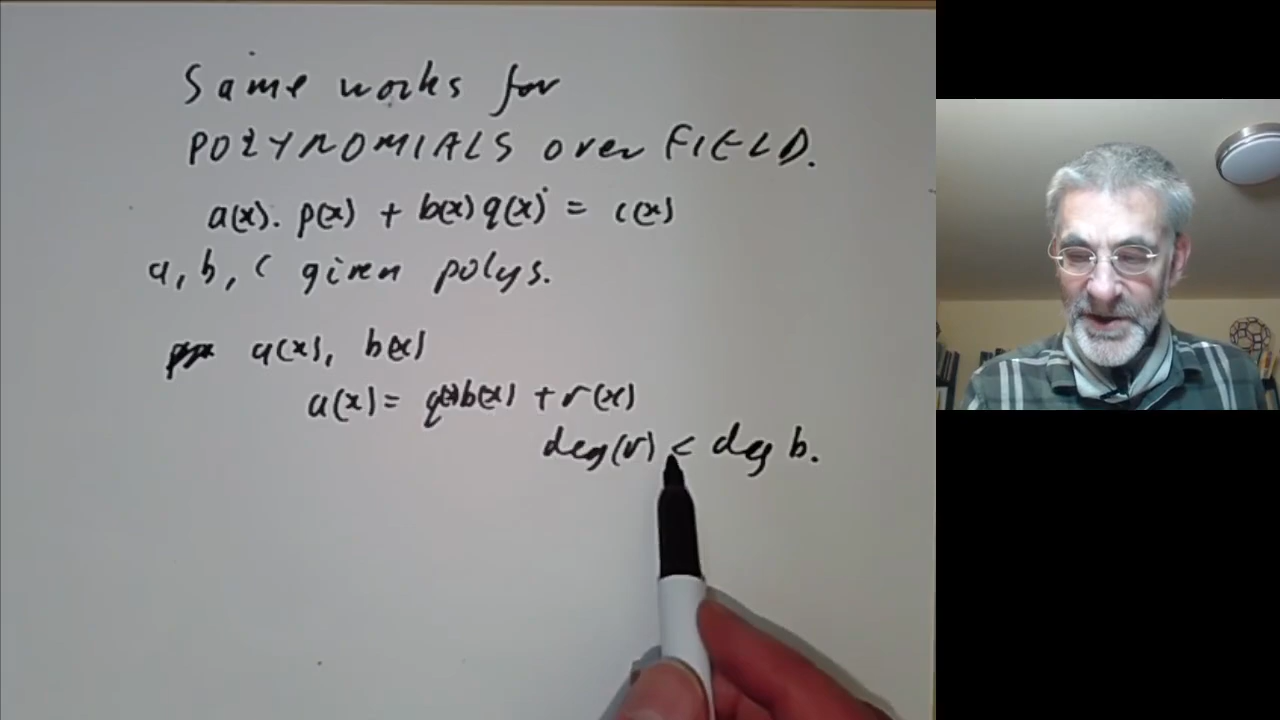 Same works for
POLYNOMIALS over FIELD.
a(x). p(x) + b(x) q(x) = c(x)
a, b, c given polys.
a(x), b(x)
a(x) = q(x)b(x) + r(x)
deg(r) < deg b.